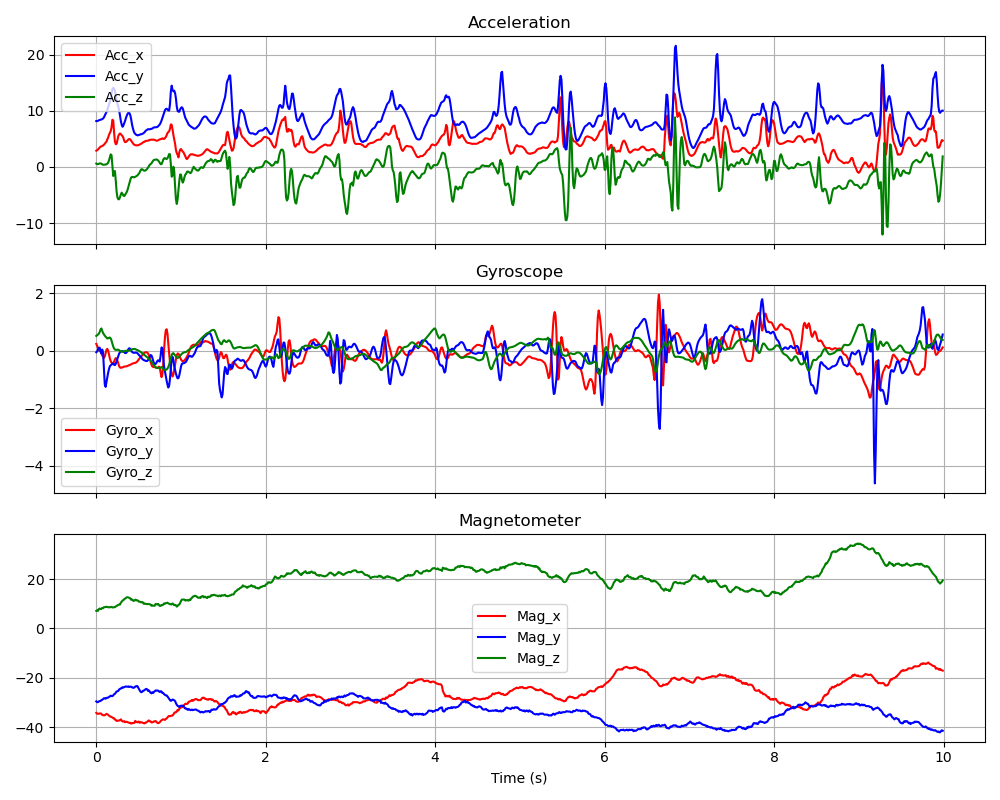 Acceleration
20
10
0
−10
Acc_x
Acc_y
Acc_z
Gyroscope
2
0
−2
−4
Gyro_x
Gyro_y
Gyro_z
Magnetometer
20
0
−20
−40
Mag_x
Mag_y
Mag_z
0 2 4 6 8 10
Time (s)